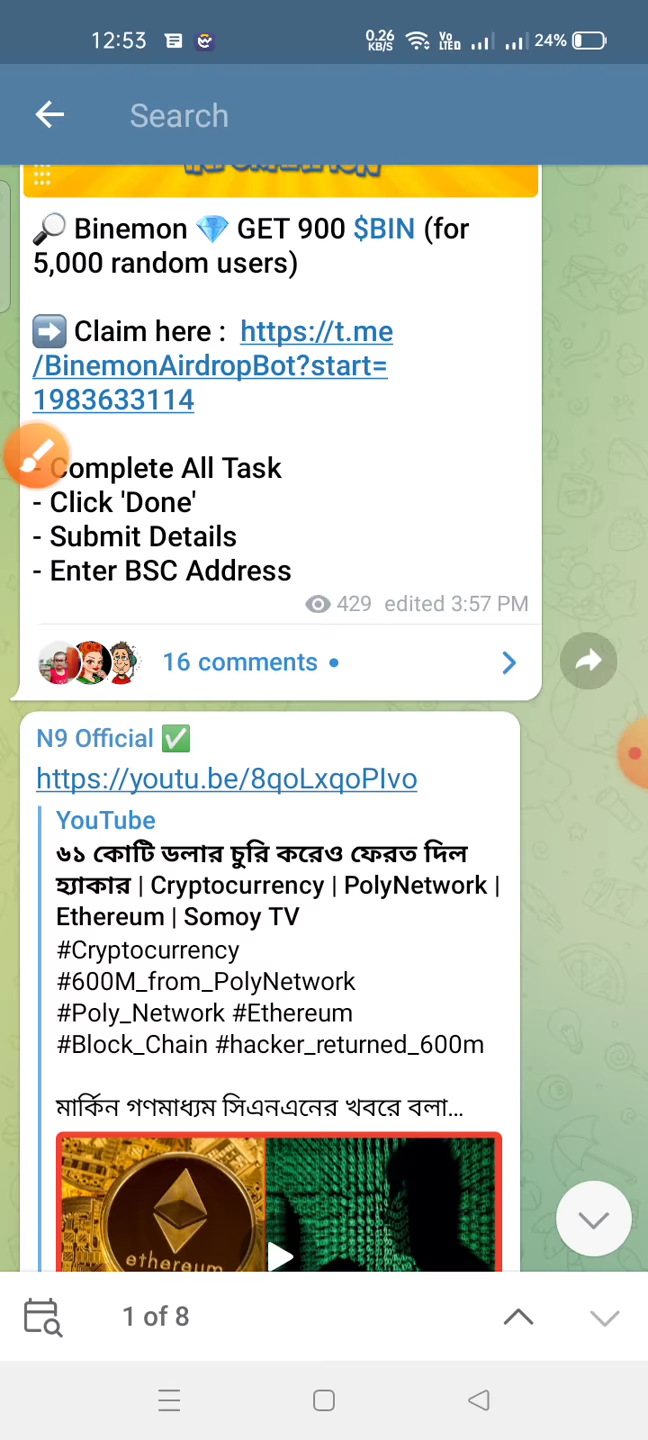 12:53
0.26 KB/S
Vo LTED
24%
Search
INFORMATION
🔎 Binemon 💎 GET 900 $BIN (for
5,000 random users)
➡️ Claim here : https://t.me
/BinemonAirdropBot?start=
1983633114
- Complete All Task
- Click 'Done'
- Submit Details
- Enter BSC Address
429 edited 3:57 PM
16 comments
N9 Official ✅
https://youtu.be/8qoLxqoPIvo
YouTube
৬১ কোটি ডলার চুরি করেও ফেরত দিল
হ্যাকার | Cryptocurrency | PolyNetwork |
Ethereum | Somoy TV
#Cryptocurrency
#600M_from_PolyNetwork
#Poly_Network #Ethereum
#Block_Chain #hacker_returned_600m
মার্কিন গণমাধ্যম সিএনএনের খবরে বলা...
ethereum
1 of 8